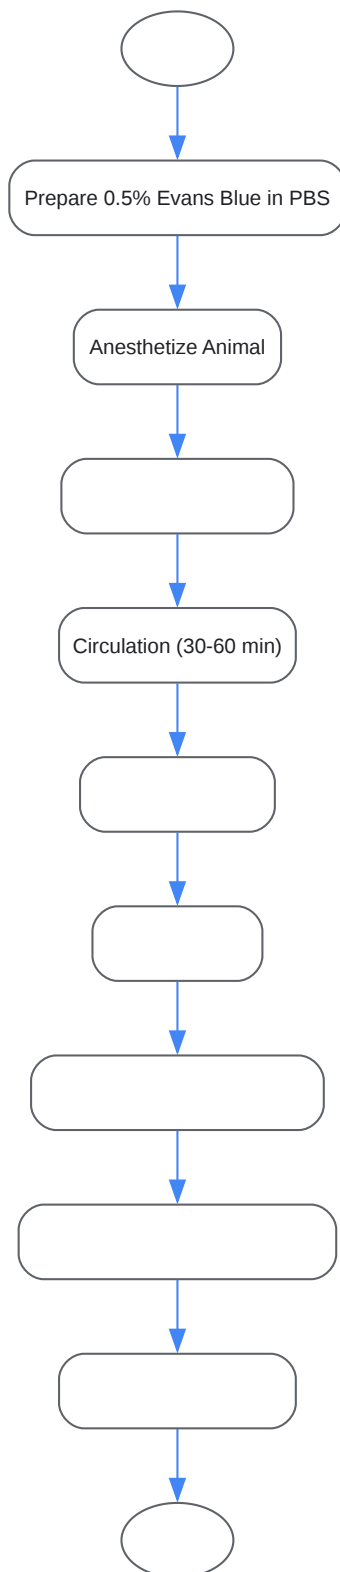 Prepare 0.5% Evans Blue in PBS
Anesthetize Animal
Circulation (30-60 min)